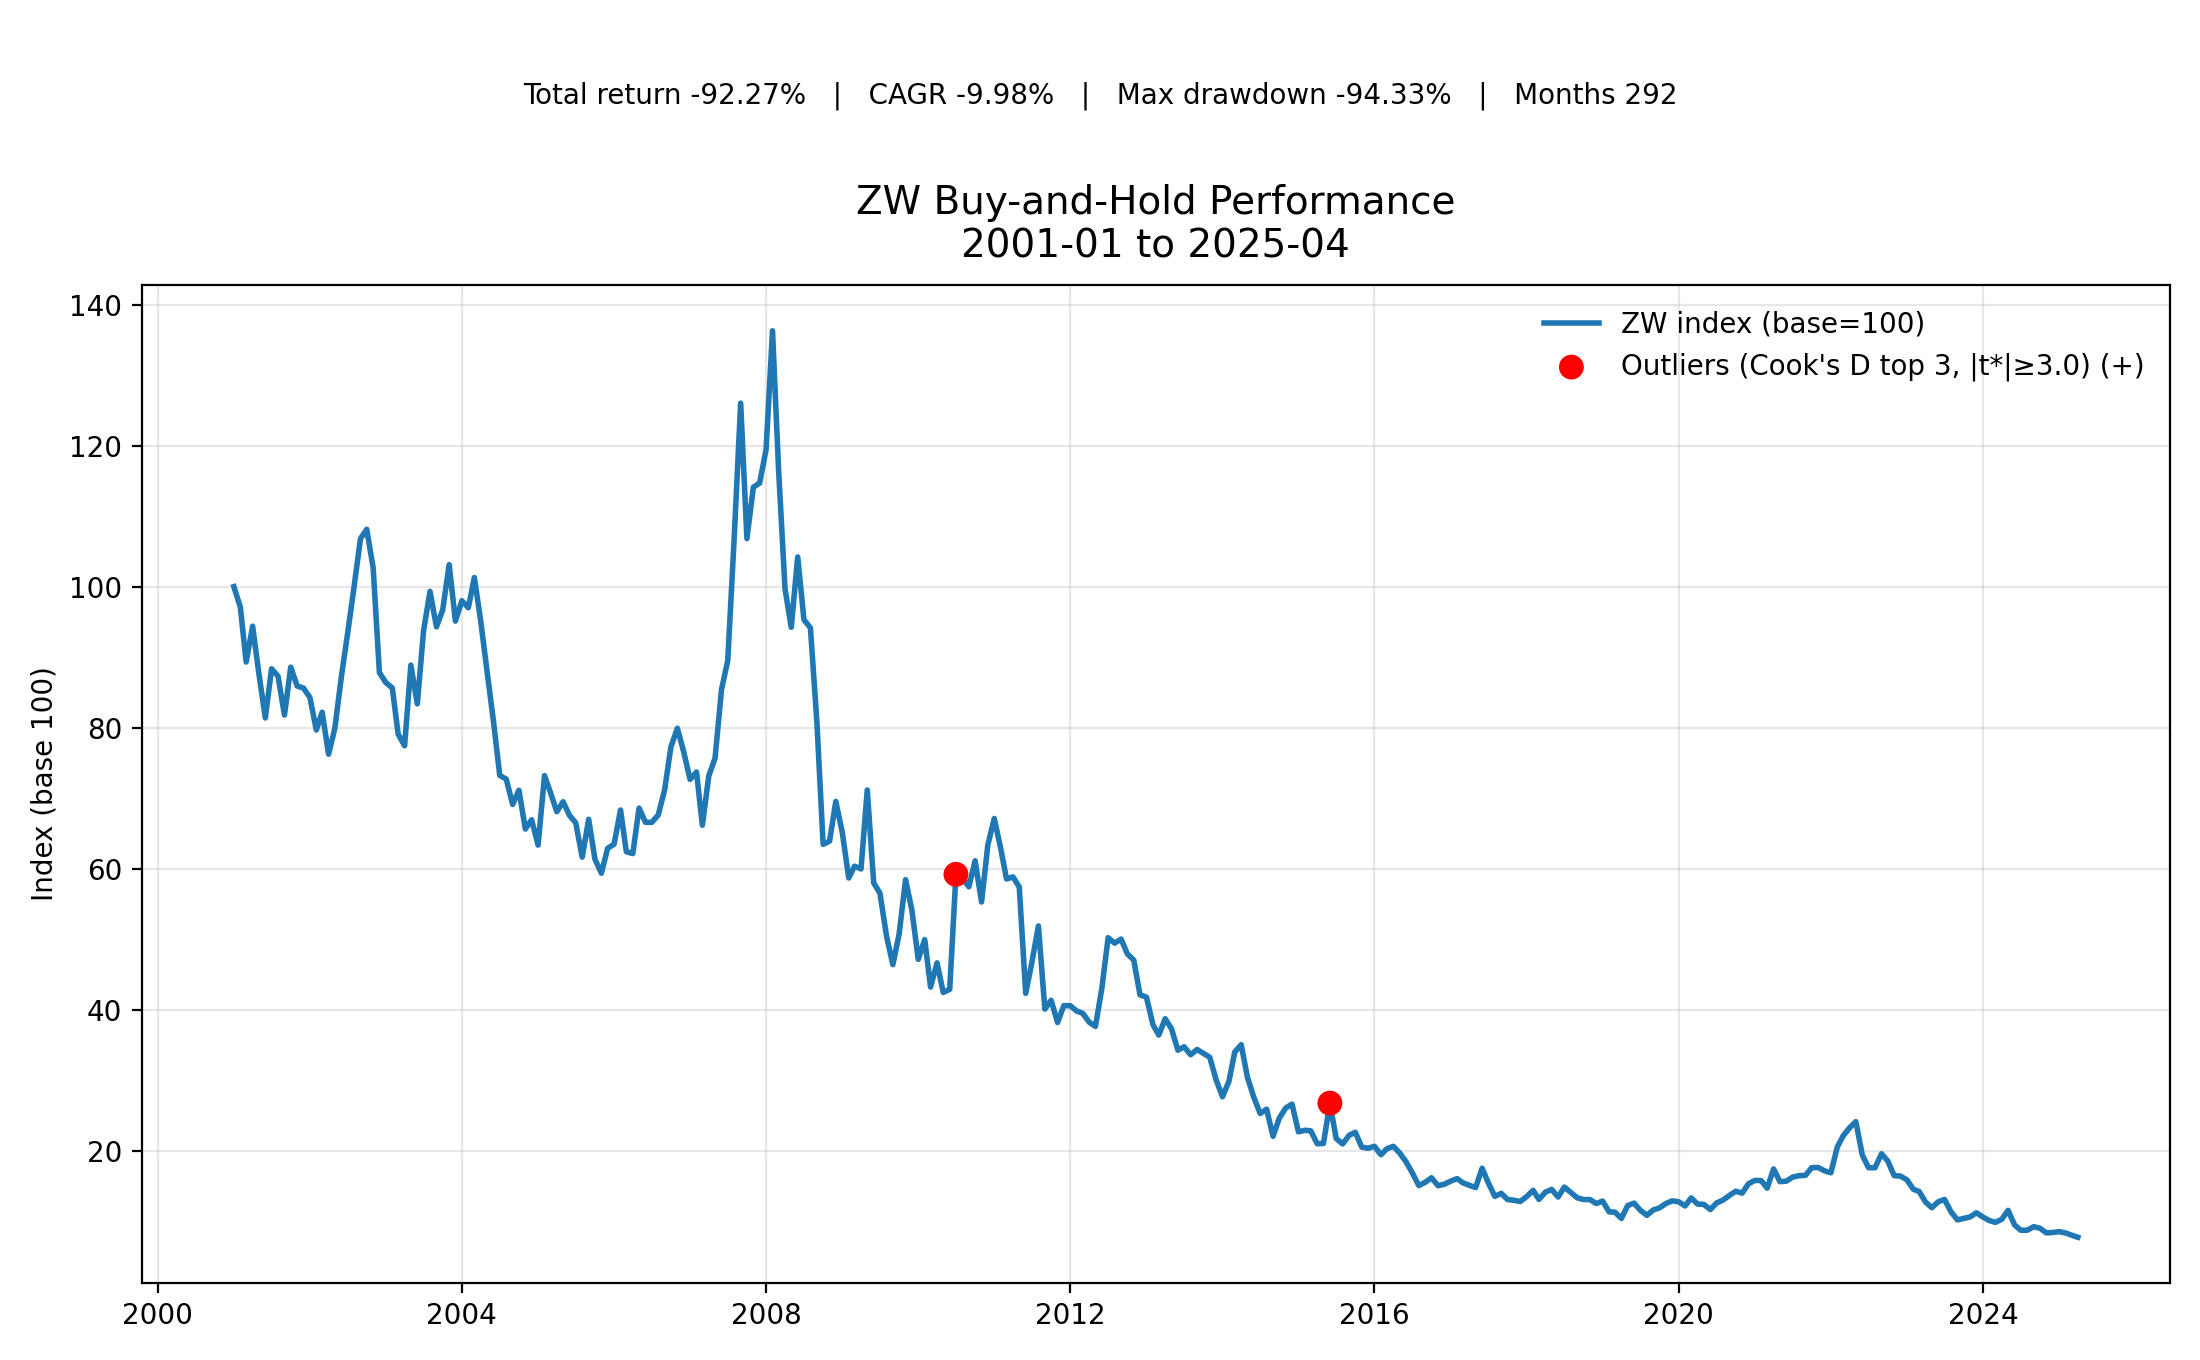 Total return -92.27%   |   CAGR -9.98%   |   Max drawdown -94.33%   |   Months 292
ZW Buy-and-Hold Performance
2001-01 to 2025-04
ZW index (base=100)
Outliers (Cook's D top 3, |t*|≥3.0) (+)
Index (base 100)
140
120
100
80
60
40
20
2000 2004 2008 2012 2016 2020 2024